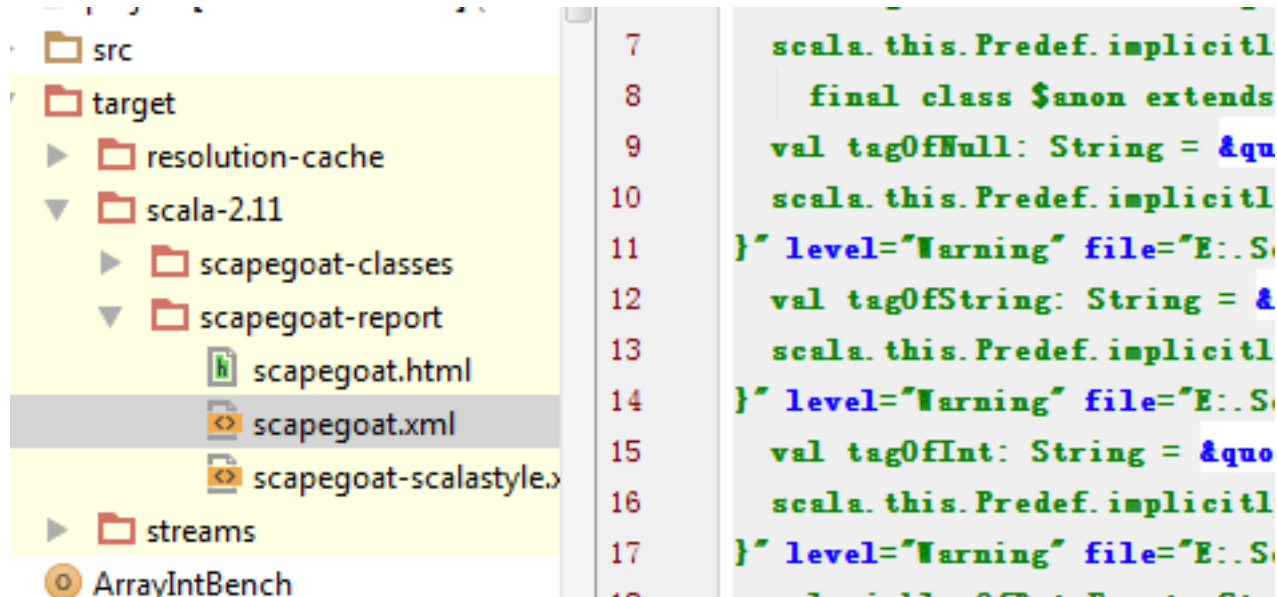 src
target
resolution-cache
scala-2.11
scapegoat-classes
scapegoat-report
scapegoat.html
scapegoat.xml
scapegoat-scalastyle.x
streams
ArrayIntBench
7 scala.this.Predef.implicitl
8 final class $anon extends
9 val tagOfNull: String = &qu
10 scala.this.Predef.implicitl
11 }" level="Warning" file="E:.Sc
12 val tagOfString: String = &
13 scala.this.Predef.implicitl
14 }" level="Warning" file="E:.Sc
15 val tagOfInt: String = &quo
16 scala.this.Predef.implicitl
17 }" level="Warning" file="E:.Sc